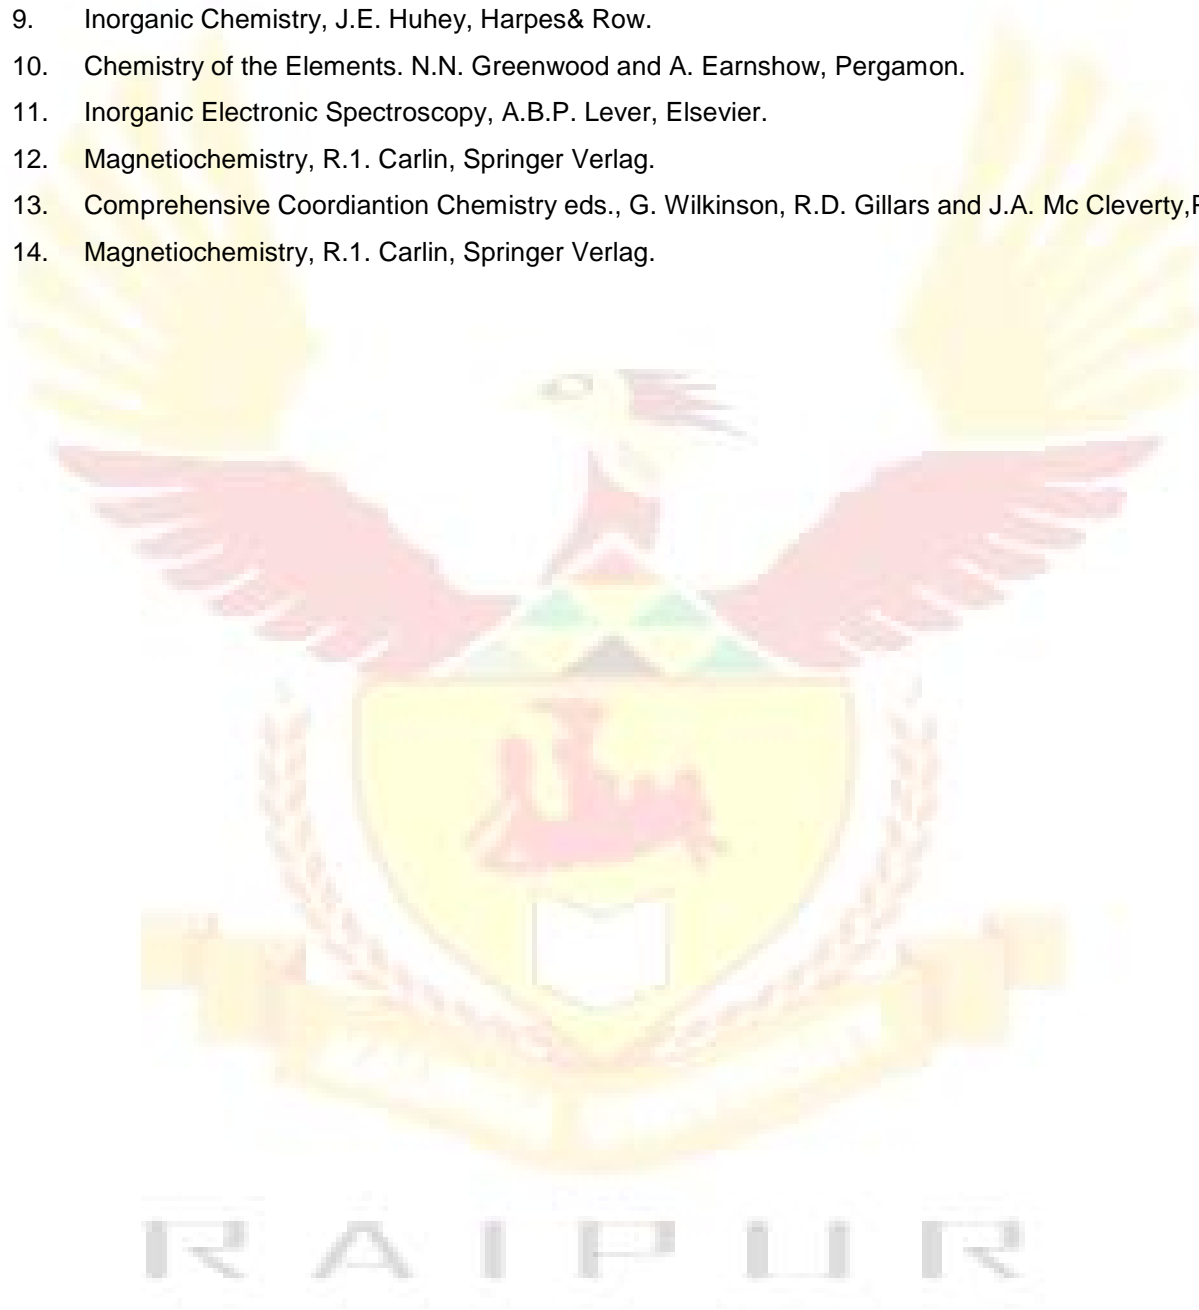 9. Inorganic Chemistry, J.E. Huhey, Harpes& Row.
10. Chemistry of the Elements. N.N. Greenwood and A. Earnshow, Pergamon.
11. Inorganic Electronic Spectroscopy, A.B.P. Lever, Elsevier.
12. Magnetiochemistry, R.1. Carlin, Springer Verlag.
13. Comprehensive Coordiantion Chemistry eds., G. Wilkinson, R.D. Gillars and J.A. Mc Cleverty,
14. Magnetiochemistry, R.1. Carlin, Springer Verlag.
RAIPUR